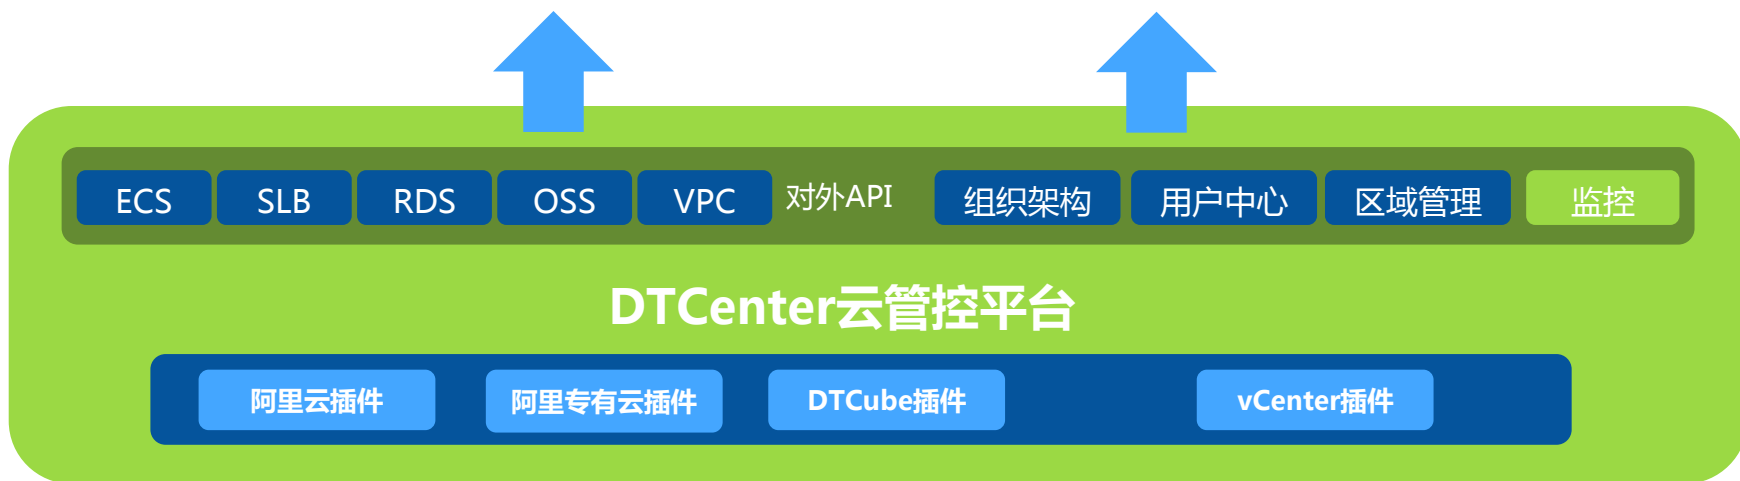 ECS SLB RDS OSS VPC 对外API 组织架构 用户中心 区域管理 监控
DTCenter云管控平台
阿里云插件 阿里专有云插件 DTCube插件 vCenter插件